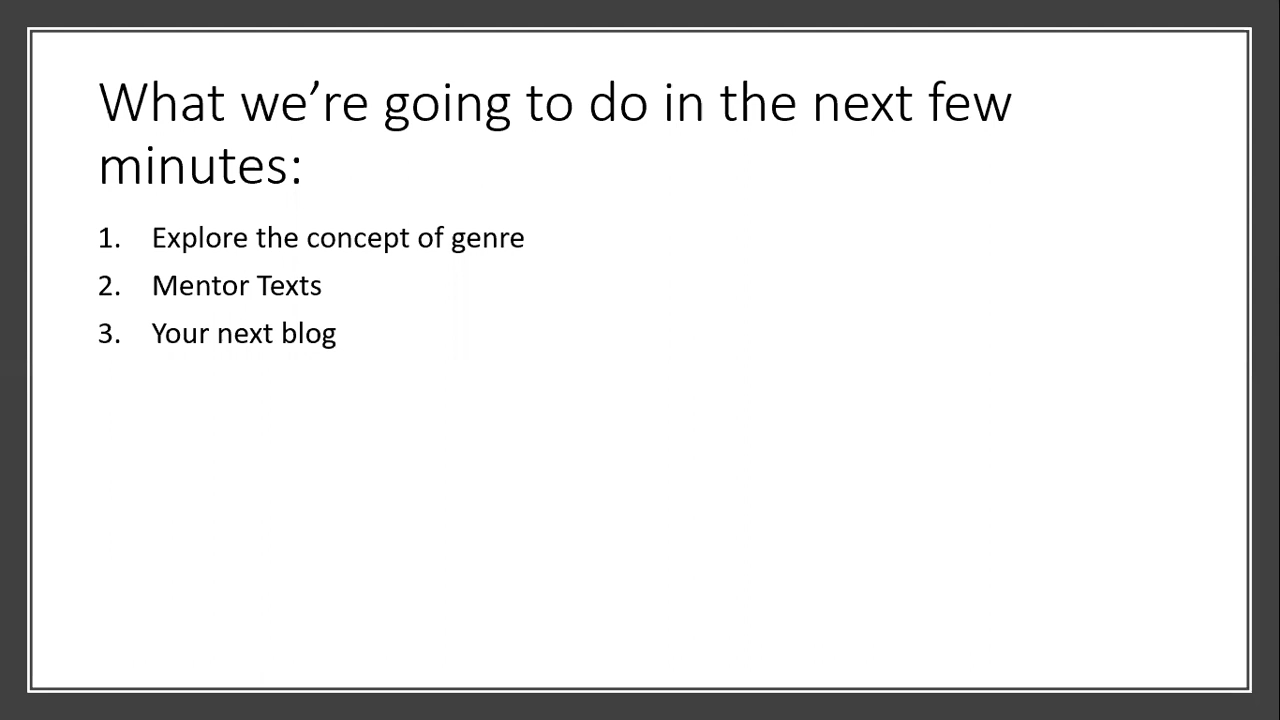 What we’re going to do in the next few
minutes:
1. Explore the concept of genre
2. Mentor Texts
3. Your next blog